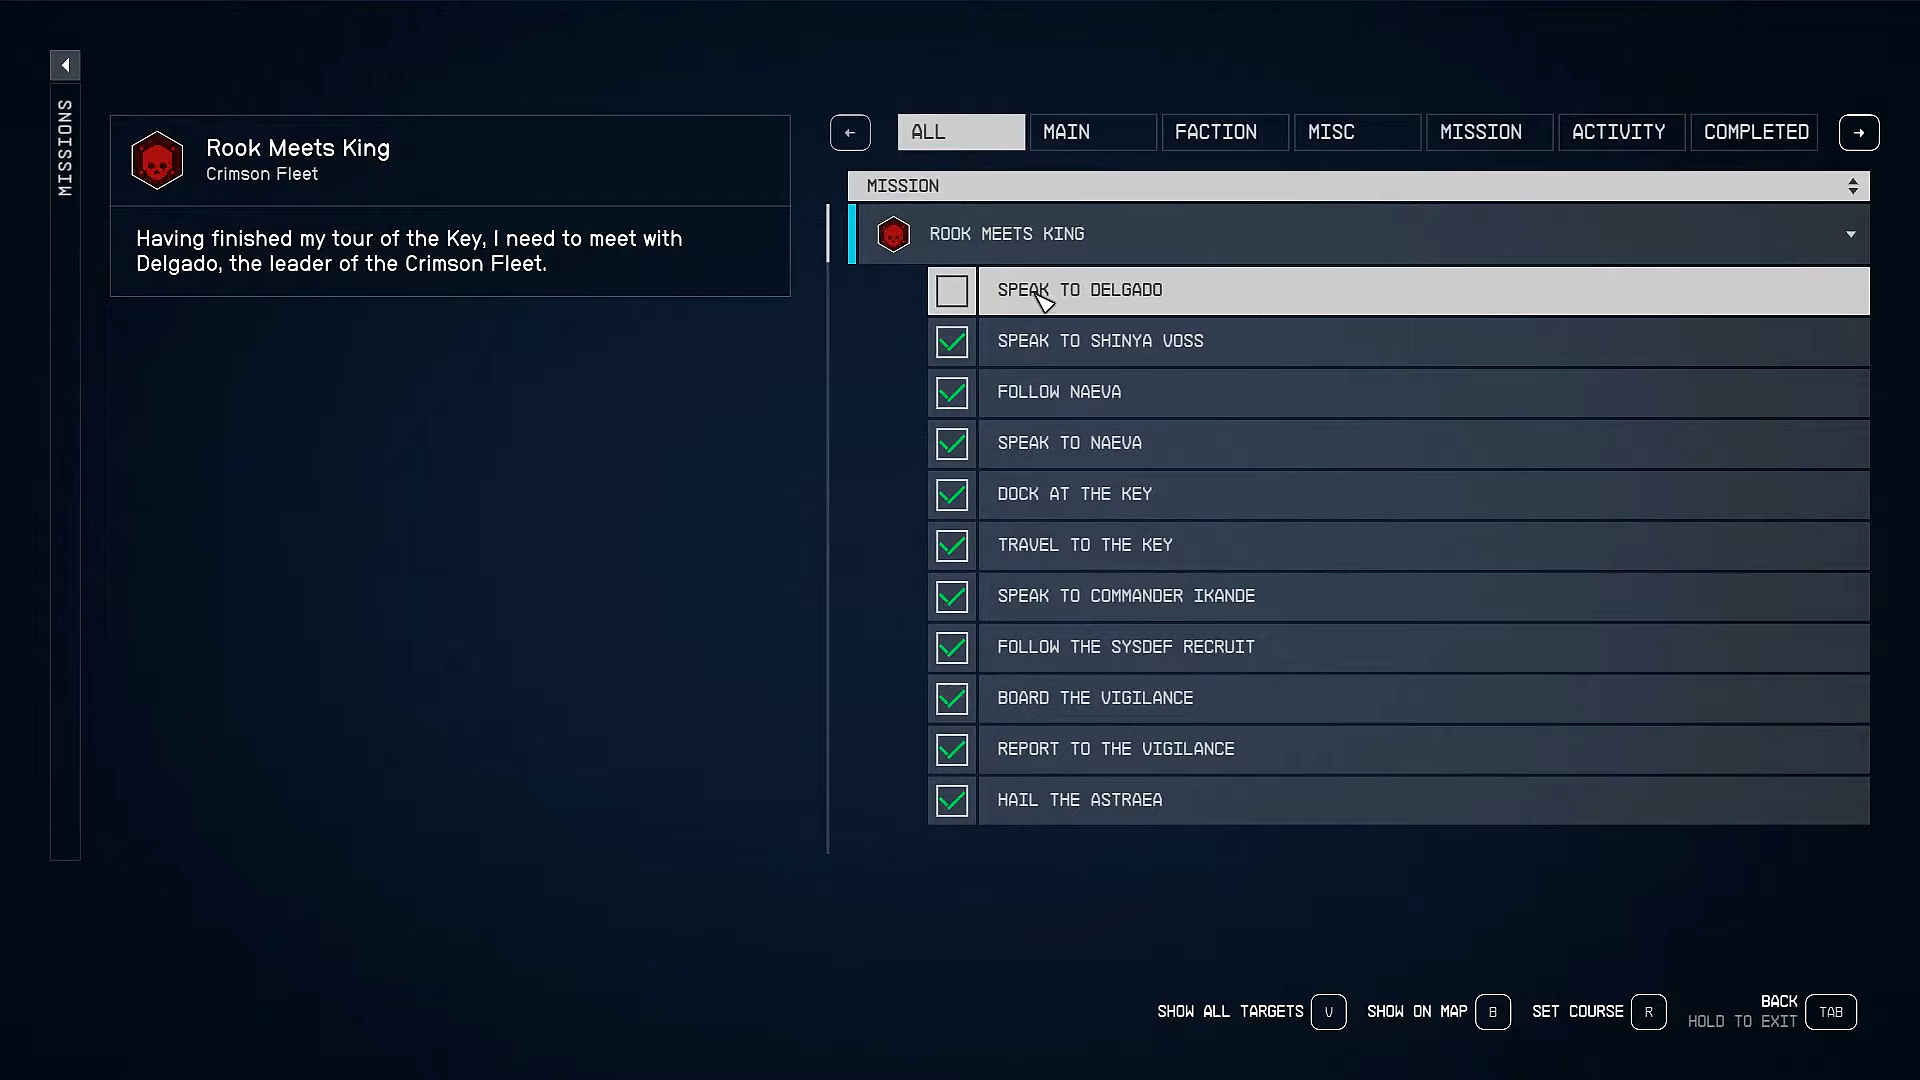 MISSIONS
Rook Meets King
Crimson Fleet
Having finished my tour of the Key, I need to meet with
Delgado, the leader of the Crimson Fleet.
ALL
MAIN
FACTION
MISC
MISSION
ACTIVITY
COMPLETED
MISSION
ROOK MEETS KING
SPEAK TO DELGADO
SPEAK TO SHINYA VOSS
FOLLOW NAEVA
SPEAK TO NAEVA
DOCK AT THE KEY
TRAVEL TO THE KEY
SPEAK TO COMMANDER IKANDE
FOLLOW THE SYSDEF RECRUIT
BOARD THE VIGILANCE
REPORT TO THE VIGILANCE
HAIL THE ASTRAEA
SHOW ALL TARGETS V
SHOW ON MAP B
SET COURSE R
BACK
HOLD TO EXIT
TAB